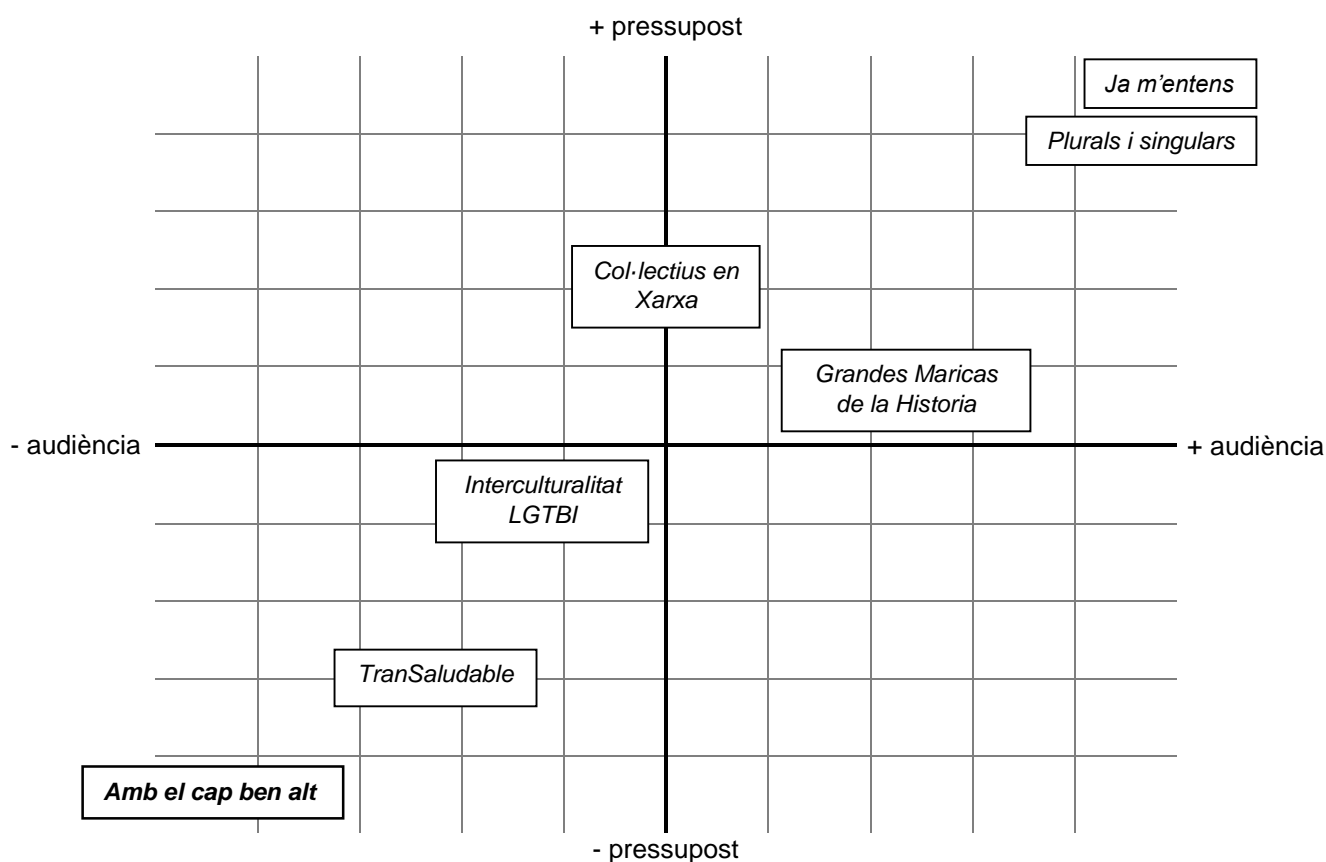 + pressupost
Ja m’entens
Plurals i singulars
Col·lectius en
Xarxa
Grandes Maricas
de la Historia
- audiència
+ audiència
Interculturalitat
LGTBI
TranSaludable
Amb el cap ben alt
- pressupost